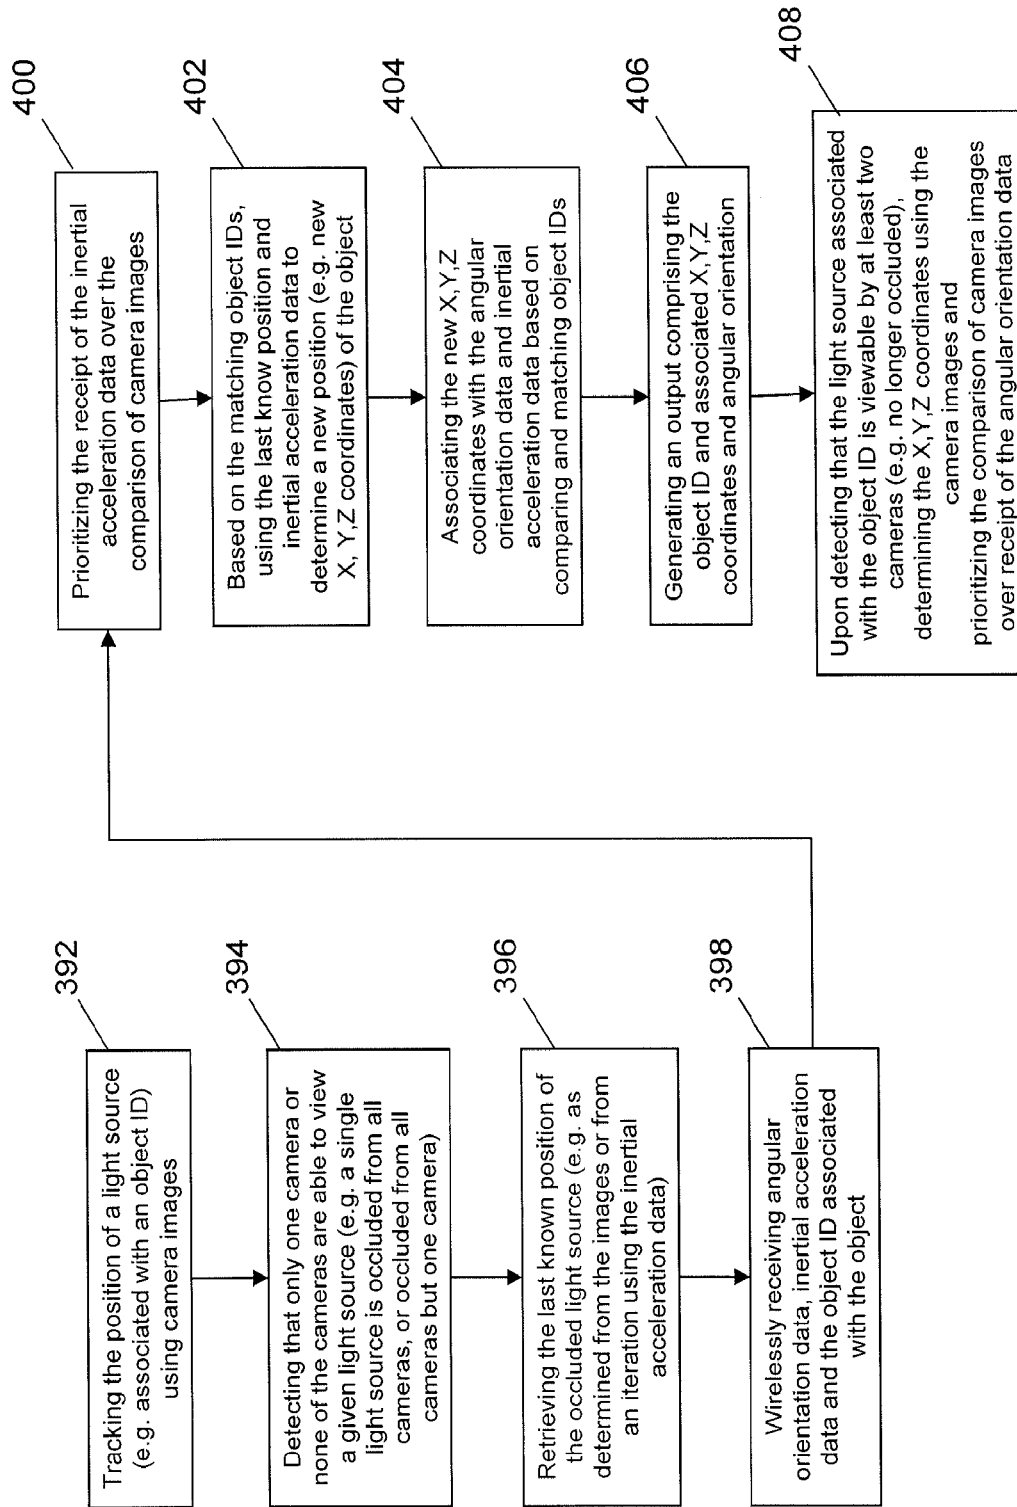 392
Tracking the position of a light source
(e.g. associated with an object ID)
using camera images
394
Detecting that only one camera or
none of the cameras are able to view
a given light source (e.g. a single
light source is occluded from all
cameras, or occluded from all
cameras but one camera)
396
Retrieving the last known position of
the occluded light source (e.g. as
determined from the images or from
an iteration using the inertial
acceleration data)
398
Wirelessly receiving angular
orientation data, inertial acceleration
data and the object ID associated
with the object
400
Prioritizing the receipt of the inertial
acceleration data over the
comparison of camera images
402
Based on the matching object IDs,
using the last know position and
inertial acceleration data to
determine a new position (e.g. new
X, Y,Z coordinates) of the object
404
Associating the new X,Y,Z
coordinates with the angular
orientation data and inertial
acceleration data based on
comparing and matching object IDs
406
Generating an output comprising the
object ID and associated X,Y,Z
coordinates and angular orientation
408
Upon detecting that the light source associated
with the object ID is viewable by at least two
cameras (e.g. no longer occluded),
determining the X,Y,Z coordinates using the
camera images and
prioritizing the comparison of camera images
over receipt of the angular orientation data